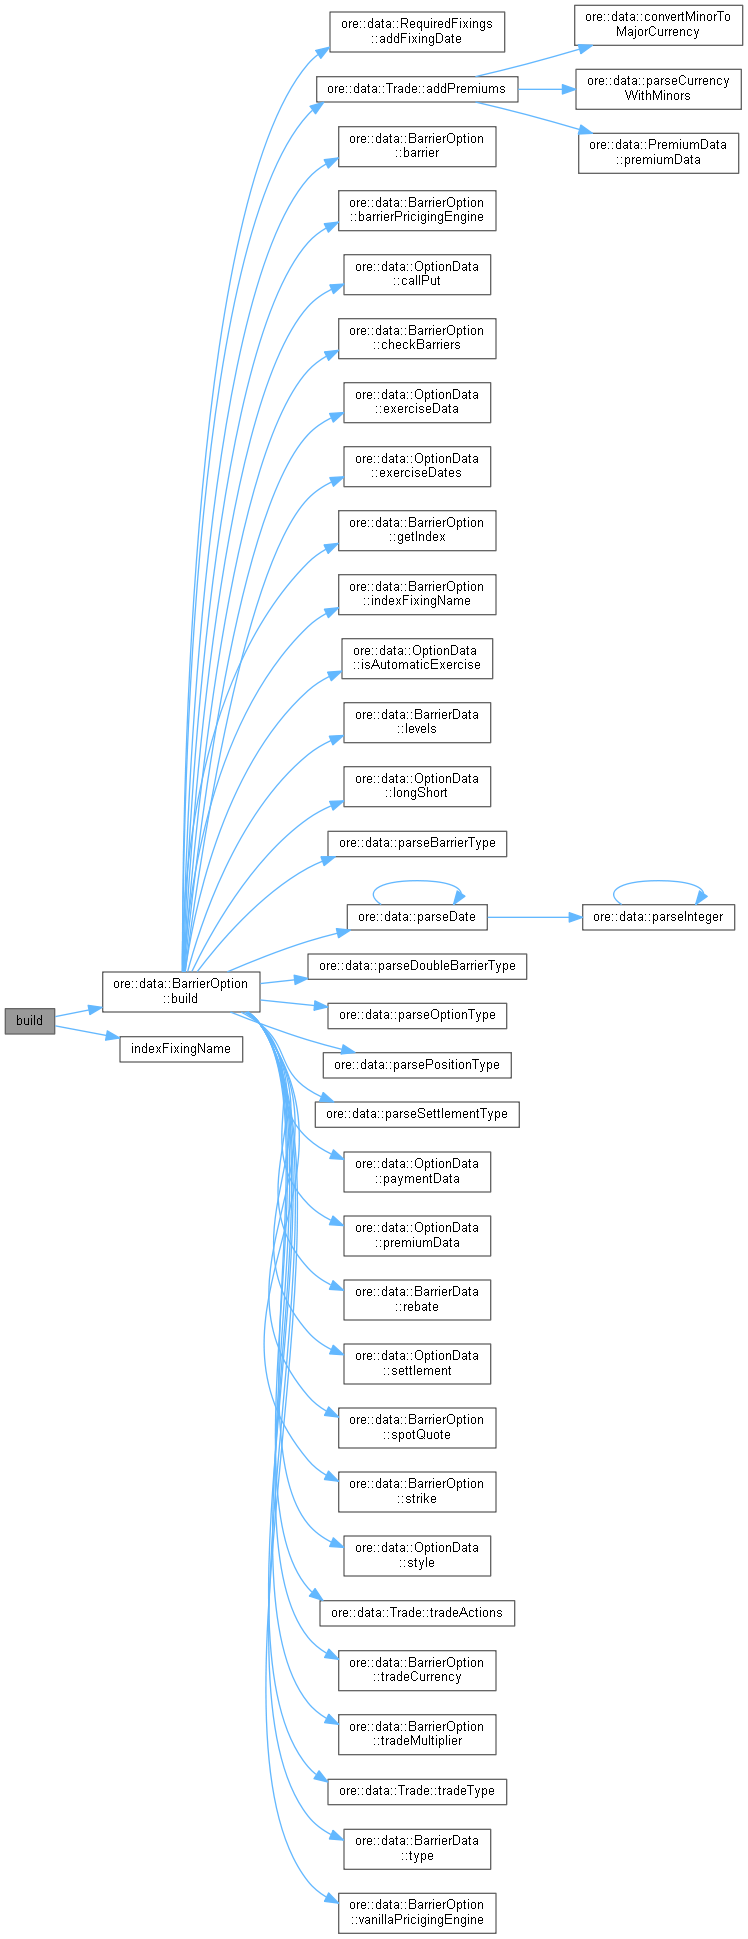 ore::data::RequiredFixings
::addFixingDate
ore::data::Trade::addPremiums
ore::data::convertMinorTo
MajorCurrency
ore::data::parseCurrency
WithMinors
ore::data::PremiumData
::premiumData
ore::data::BarrierOption
::barrier
ore::data::BarrierOption
::barrierPricigingEngine
ore::data::OptionData
::callPut
ore::data::BarrierOption
::checkBarriers
ore::data::OptionData
::exerciseData
ore::data::OptionData
::exerciseDates
ore::data::BarrierOption
::getIndex
ore::data::BarrierOption
::indexFixingName
ore::data::OptionData
::isAutomaticExercise
ore::data::BarrierData
::levels
ore::data::OptionData
::longShort
ore::data::parseBarrierType
ore::data::parseDate
ore::data::parseInteger
ore::data::parseDoubleBarrierType
ore::data::BarrierOption
::build
build
indexFixingName
ore::data::parseOptionType
ore::data::parsePositionType
ore::data::parseSettlementType
ore::data::OptionData
::paymentData
ore::data::OptionData
::premiumData
ore::data::BarrierData
::rebate
ore::data::OptionData
::settlement
ore::data::BarrierOption
::spotQuote
ore::data::BarrierOption
::strike
ore::data::OptionData
::style
ore::data::Trade::tradeActions
ore::data::BarrierOption
::tradeCurrency
ore::data::BarrierOption
::tradeMultiplier
ore::data::Trade::tradeType
ore::data::BarrierData
::type
ore::data::BarrierOption
::vanillaPricigingEngine